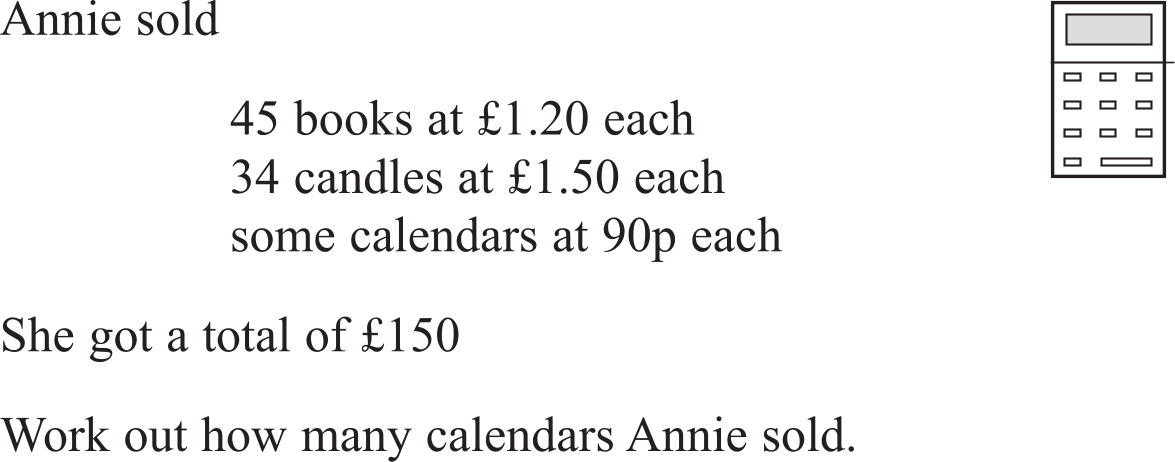 Annie sold
45 books at £1.20 each
34 candles at £1.50 each
some calendars at 90p each
She got a total of £150
Work out how many calendars Annie sold.